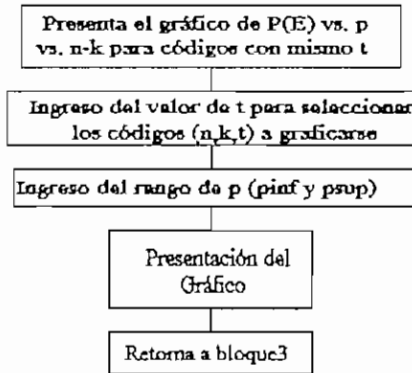 Presenta el gráfico de P(E) vs. p
vs. n-k para códigos con mismo t
Ingreso del valor de t para seleccionar
los códigos (n,k,t) a graficarse
Ingreso del rango de p (pinf y psup)
Presentación del
Gráfico
Retorna a bloque3